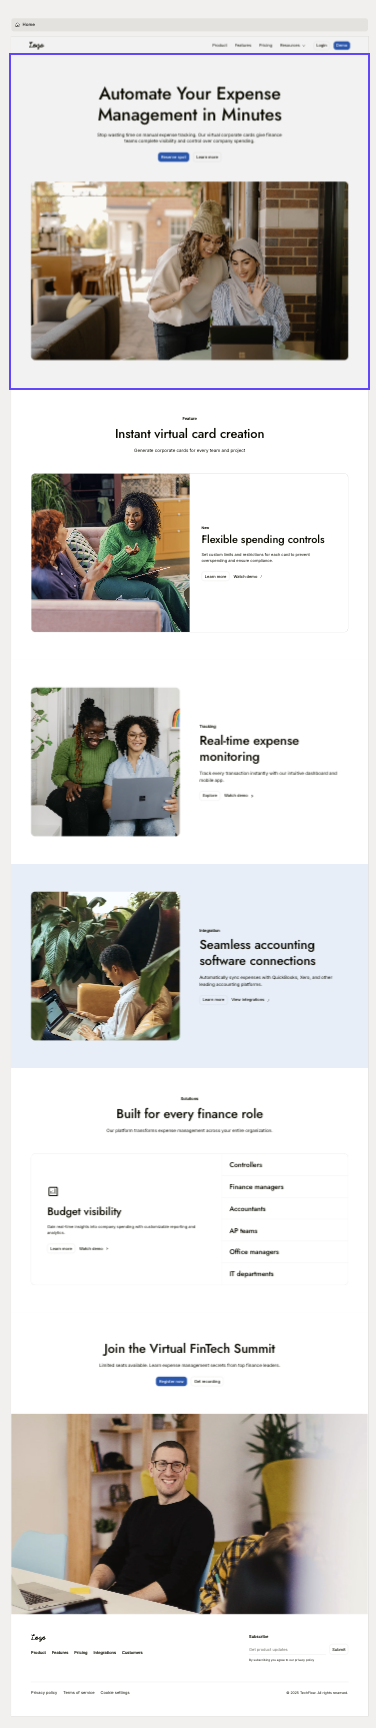 Home
Logo
Product Features Pricing Resources Login Demo
Automate Your Expense
Management in Minutes
Stop wasting time on manual expense tracking. Our virtual corporate cards give finance
teams complete visibility and control over company spending.
Reserve spot Learn more
Feature
Instant virtual card creation
Generate corporate cards for every team and project
New
Flexible spending controls
Set custom limits and restrictions for each card to prevent
overspending and ensure compliance.
Learn more Watch demo
Tracking
Real-time expense
monitoring
Track every transaction instantly with our intuitive dashboard and
mobile app.
Explore Watch demo
Integration
Seamless accounting
software connections
Automatically sync expenses with QuickBooks, Xero, and other
leading accounting platforms.
Learn more View integrations
Solutions
Built for every finance role
Our platform transforms expense management across your entire organization.
Controllers
Finance managers
Accountants
AP teams
Office managers
IT departments
Budget visibility
Gain real-time insights into company spending with customizable reporting and
analytics.
Learn more Watch demo
Join the Virtual FinTech Summit
Limited seats available. Learn expense management secrets from top finance leaders.
Register now Get recording
Logo
Product Features Pricing Integrations Customers
Subscribe
Get product updates Submit
By subscribing you agree to our privacy policy
Privacy policy Terms of service Cookie settings
All rights reserved.